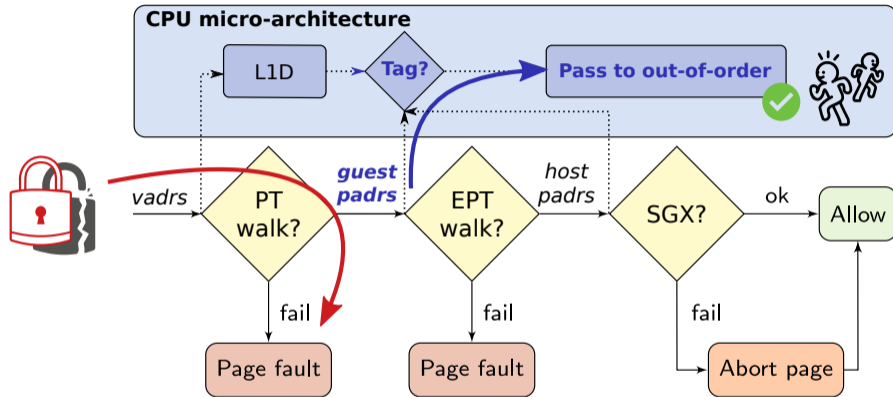 CPU micro-architecture
L1D
Tag?
Pass to out-of-order
vadrs
PT
walk?
guest
padrs
EPT
walk?
host
padrs
SGX?
ok
Allow
fail
fail
fail
Page fault
Page fault
Abort page